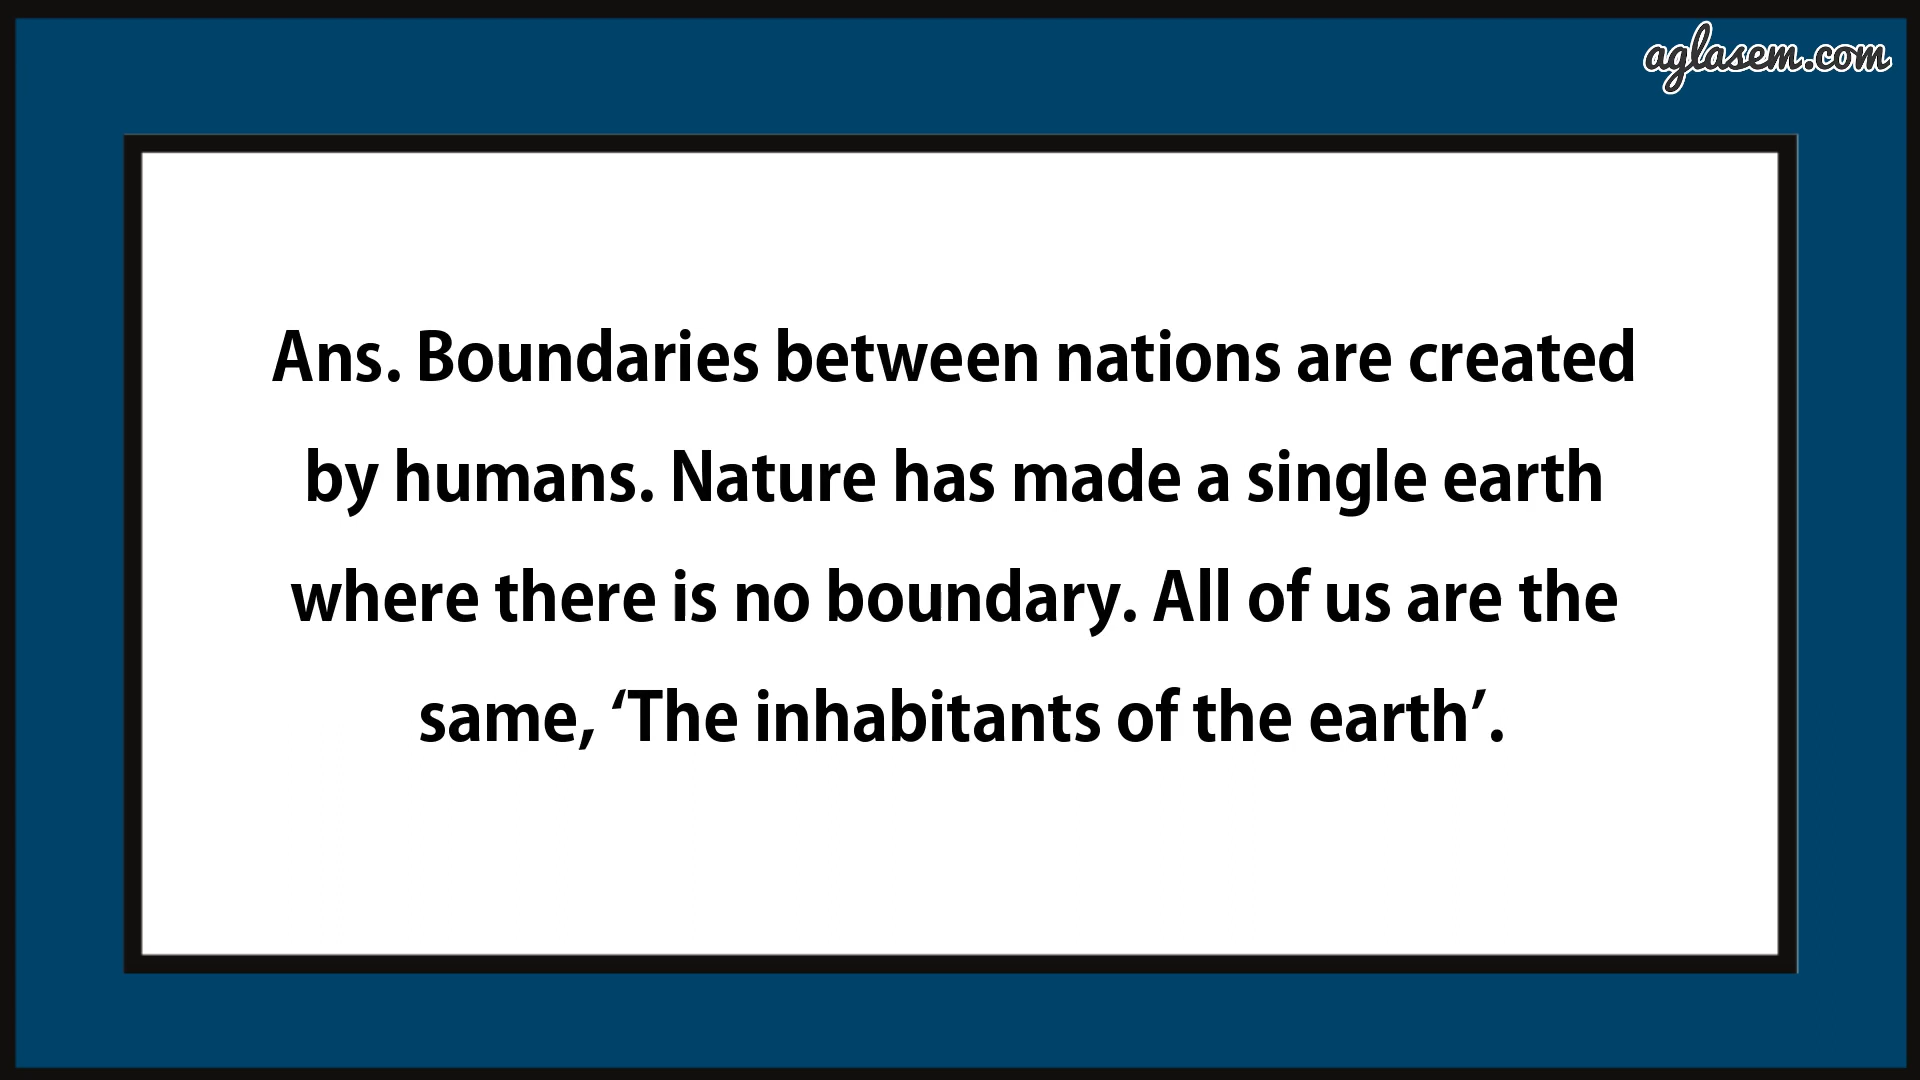 aglasem.com
Ans. Boundaries between nations are created
by humans. Nature has made a single earth
where there is no boundary. All of us are the
same, ‘The inhabitants of the earth’.